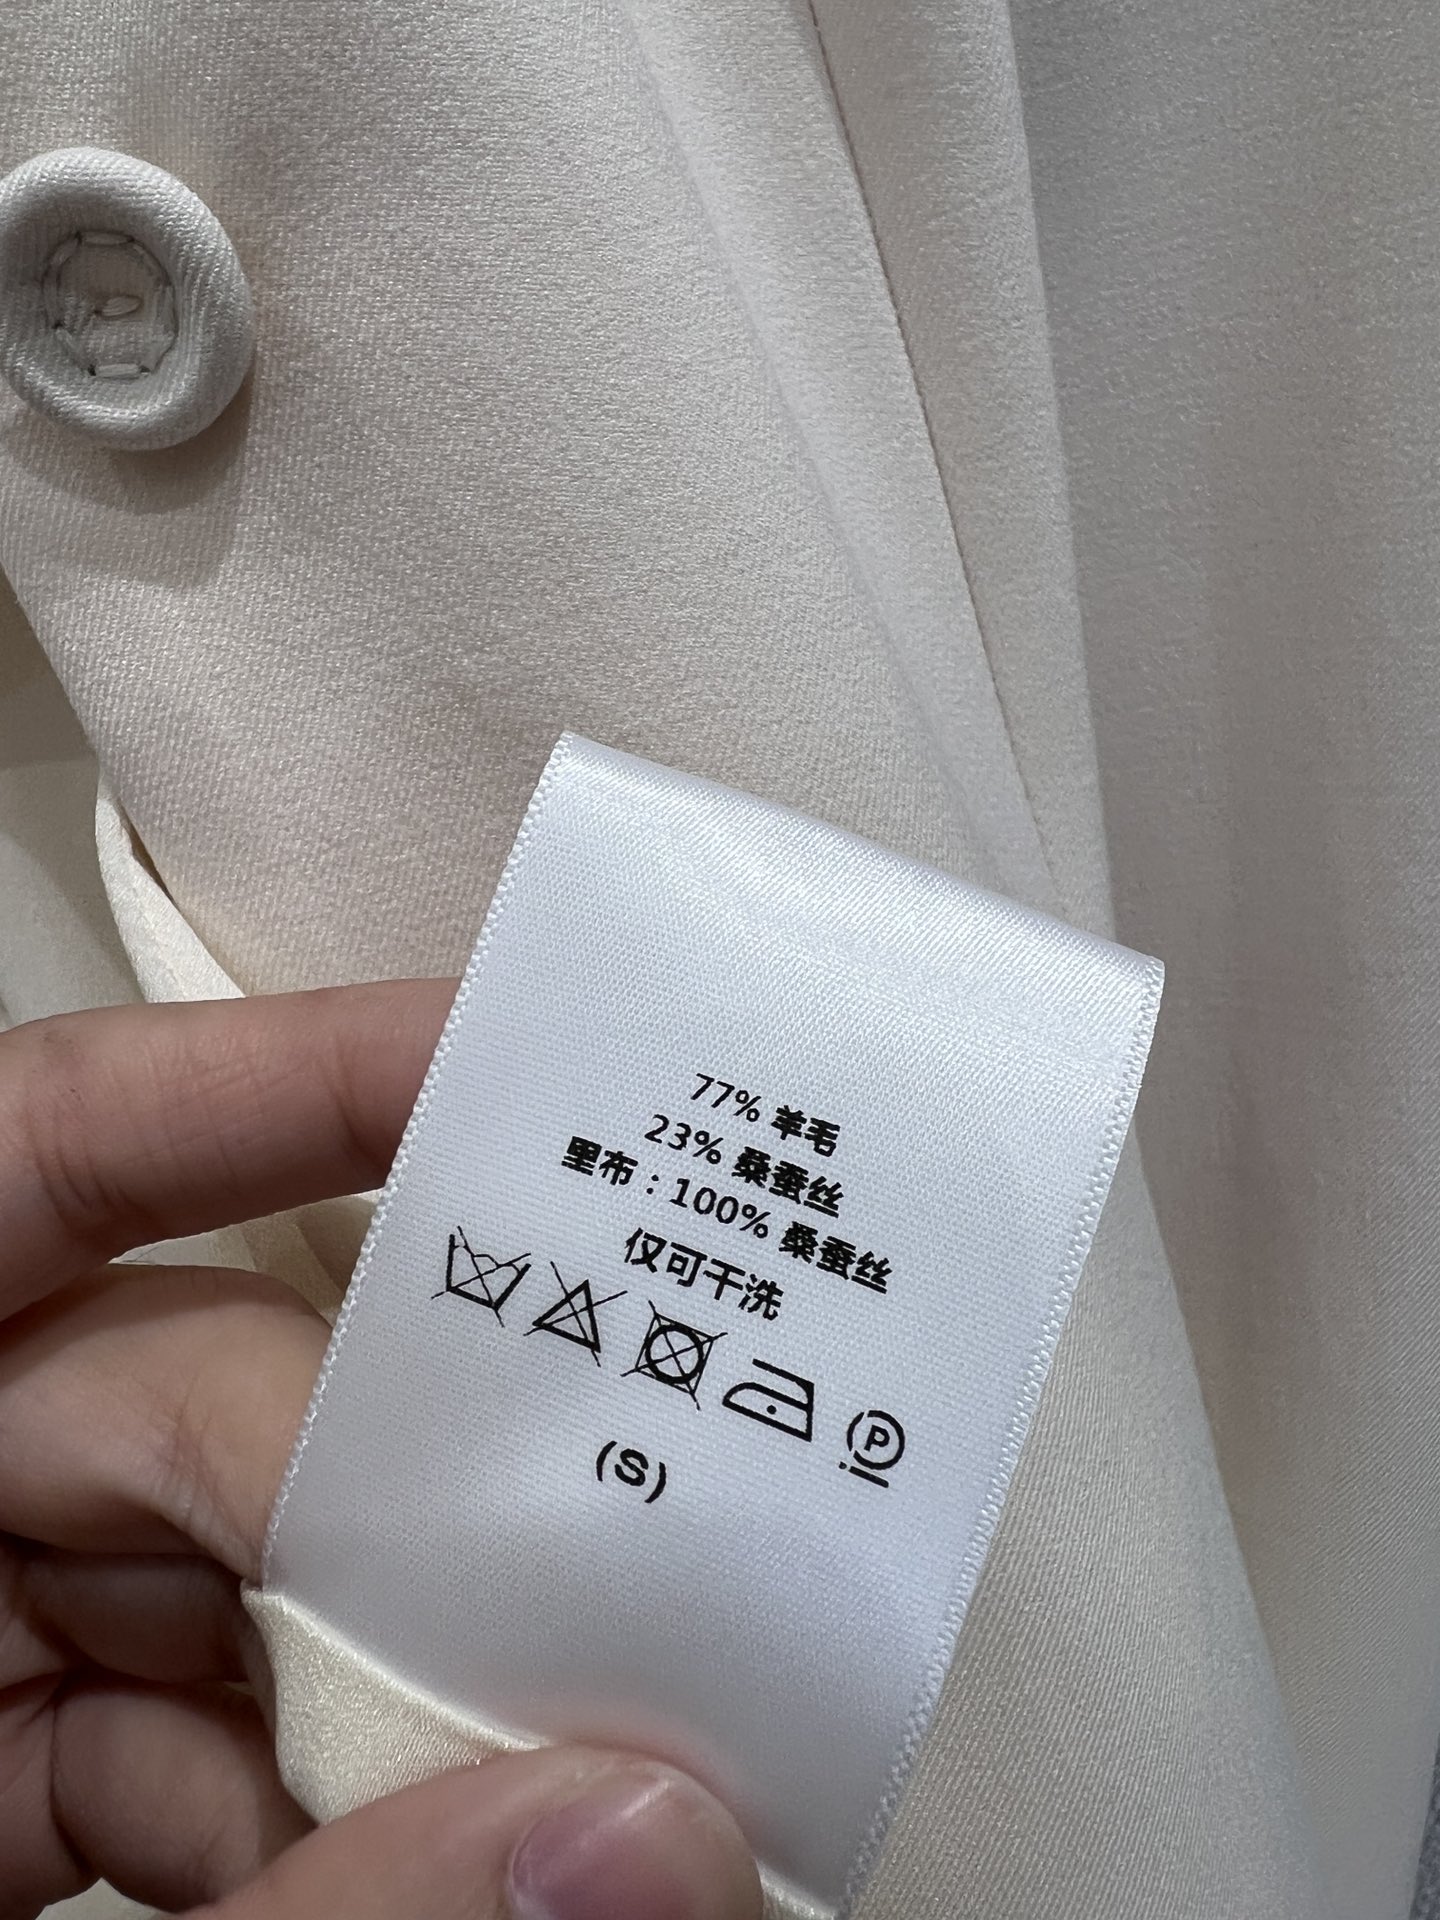 77% 羊毛
23% 桑蚕丝
里布：100% 桑蚕丝
仅可干洗
P
(S)